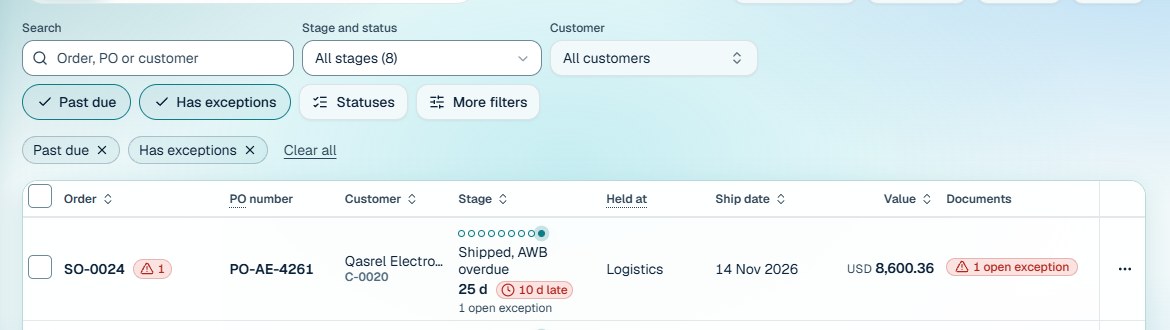 Search
Stage and status
Customer
Order, PO or customer
All stages (8)
All customers
Past due
Has exceptions
Statuses
More filters
Past due
Has exceptions
Clear all
Order
PO number
Customer
Stage
Held at
Ship date
Value
Documents
SO-0024
1
PO-AE-4261
Qasrel Electro...
C-0020
Shipped, AWB
overdue
25 d
10 d late
1 open exception
Logistics
14 Nov 2026
USD 8,600.36
1 open exception